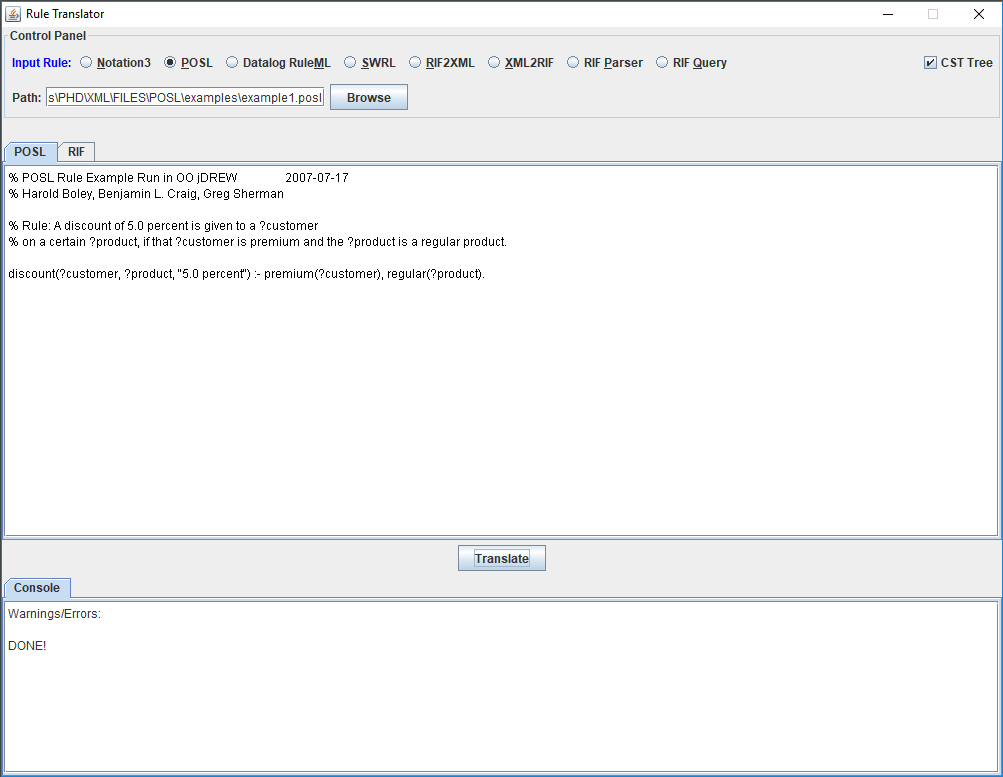 Rule Translator
Control Panel
Input Rule: Notation3 POSL Datalog RuleML SWRL RIF2XML XML2RIF RIF Parser RIF Query CST Tree
Path: s\PHD\XML\FILES\POSL\examples\example1.posl Browse
POSL RIF
% POSL Rule Example Run in OO jDREW 2007-07-17
% Harold Boley, Benjamin L. Craig, Greg Sherman
% Rule: A discount of 5.0 percent is given to a ?customer
% on a certain ?product, if that ?customer is premium and the ?product is a regular product.
discount(?customer, ?product, "5.0 percent") :- premium(?customer), regular(?product).
Translate
Console
Warnings/Errors:
DONE!